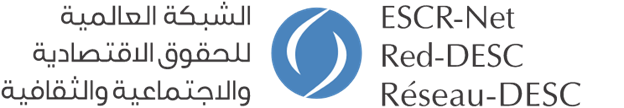 الشبكة العالمية
للحقوق الاقتصادية
والاجتماعية والثقافية
ESCR-Net
Red-DESC
Réseau-DESC